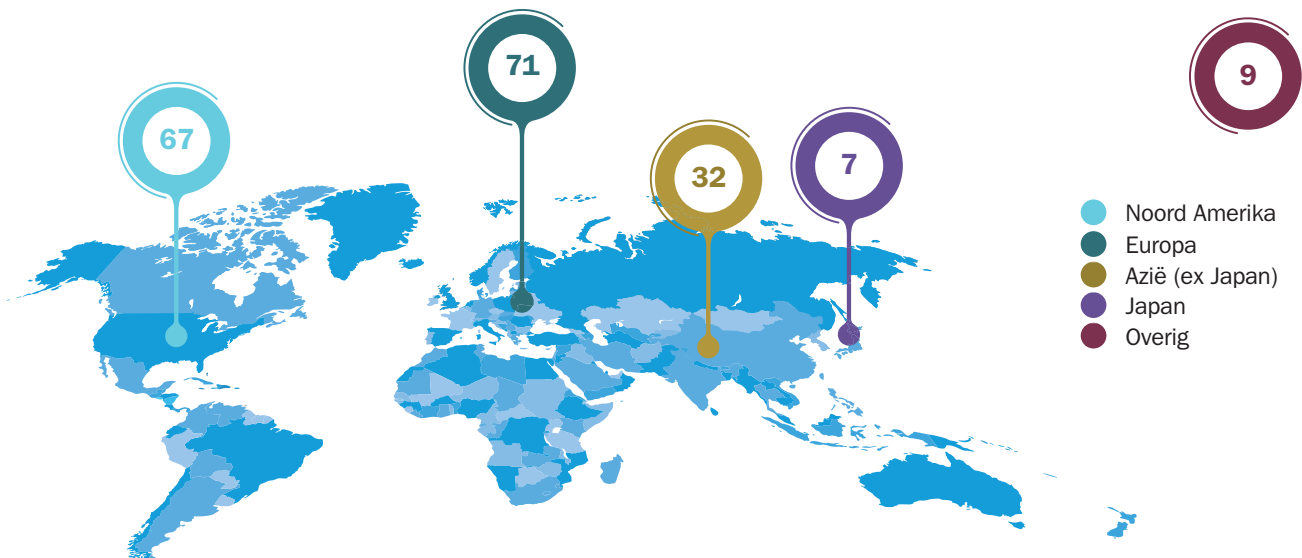 71
9
67
32
7
Noord Amerika
Europa
Azië (ex Japan)
Japan
Overig